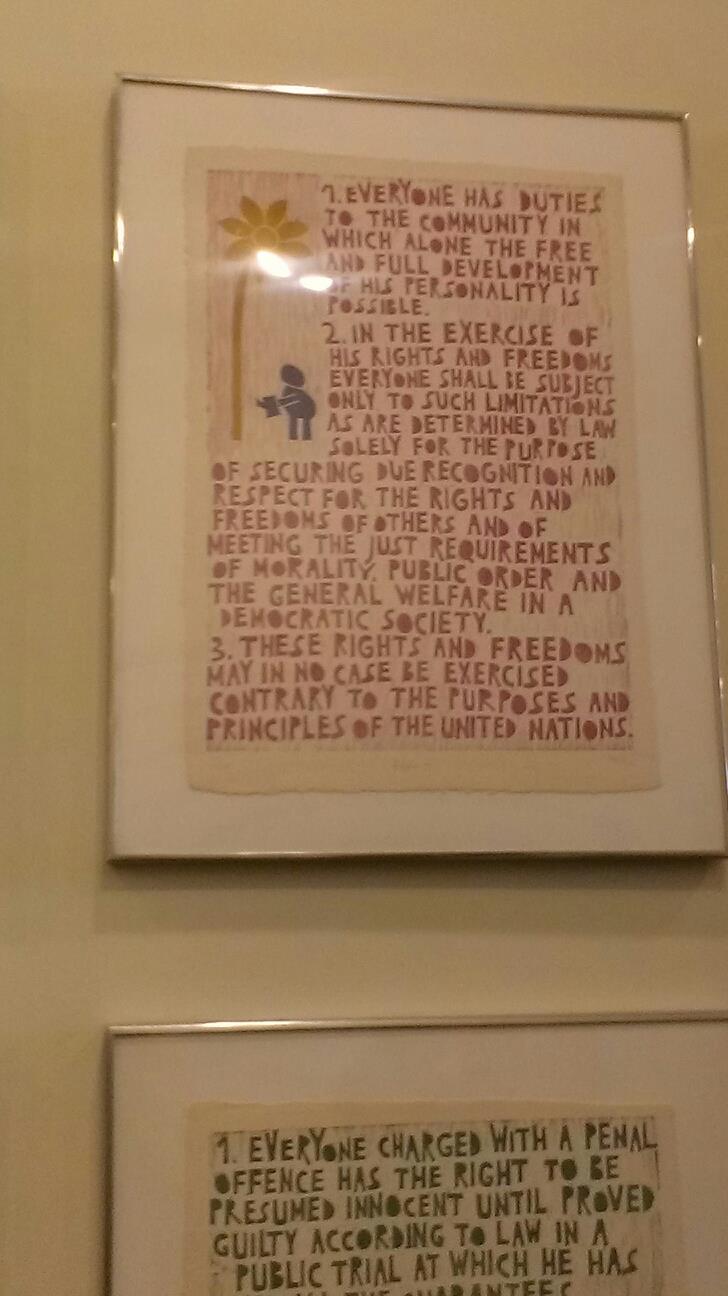 1. EVERYONE HAS DUTIES
TO THE COMMUNITY IN
WHICH ALONE THE FREE
AND FULL DEVELOPMENT
OF HIS PERSONALITY IS
POSSIBLE.
2. IN THE EXERCISE OF
HIS RIGHTS AND FREEDOMS
EVERYONE SHALL BE SUBJECT
ONLY TO SUCH LIMITATIONS
AS ARE DETERMINED BY LAW
SOLELY FOR THE PURPOSE
OF SECURING DUE RECOGNITION AND
RESPECT FOR THE RIGHTS AND
FREEDOMS OF OTHERS AND OF
MEETING THE JUST REQUIREMENTS
OF MORALITY, PUBLIC ORDER AND
THE GENERAL WELFARE IN A
DEMOCRATIC SOCIETY.
3. THESE RIGHTS AND FREEDOMS
MAY IN NO CASE BE EXERCISED
CONTRARY TO THE PURPOSES AND
PRINCIPLES OF THE UNITED NATIONS.
1. EVERYONE CHARGED WITH A PENAL
OFFENCE HAS THE RIGHT TO BE
PRESUMED INNOCENT UNTIL PROVED
GUILTY ACCORDING TO LAW IN A
PUBLIC TRIAL AT WHICH HE HAS
THE GUARANTEES